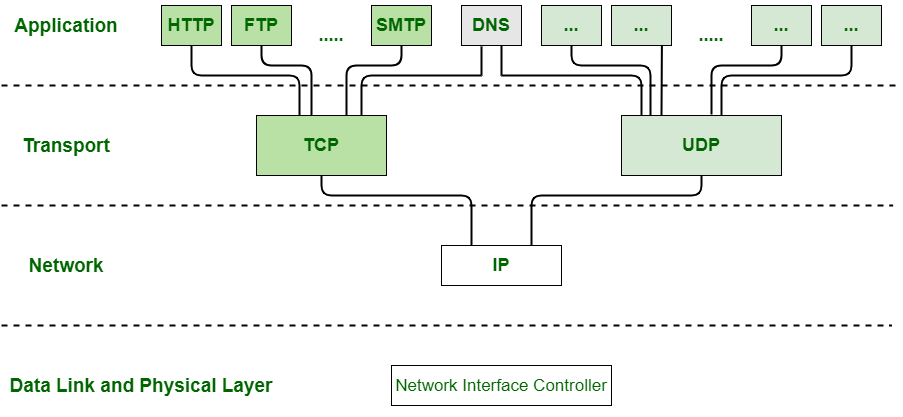 Application HTTP FTP ..... SMTP DNS ... ... ..... ... ...
Transport TCP UDP
Network IP
Data Link and Physical Layer Network Interface Controller